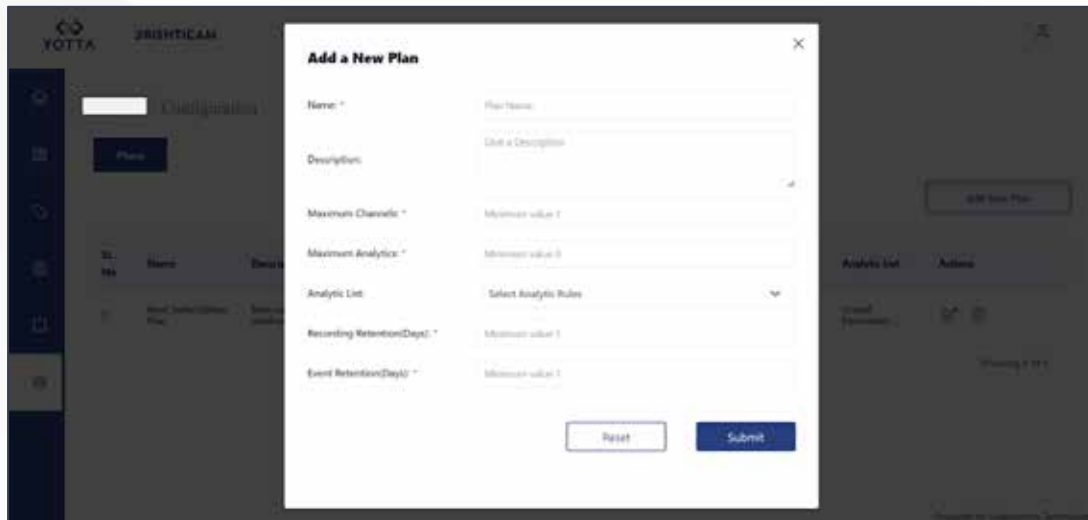 YOTTA
DRISHTICAM
Configuration
Plans
Add New Plan
Sl. No
Name
Analytic List
Actions
Add a New Plan
Name: *
Plan Name
Description:
Give a Description
Maximum Channels: *
Minimum value 1
Maximum Analytics: *
Minimum value 0
Analytic List:
Select Analytic Rules
Recording Retention(Days): *
Minimum value 1
Event Retention(Days): *
Minimum value 1
Reset
Submit